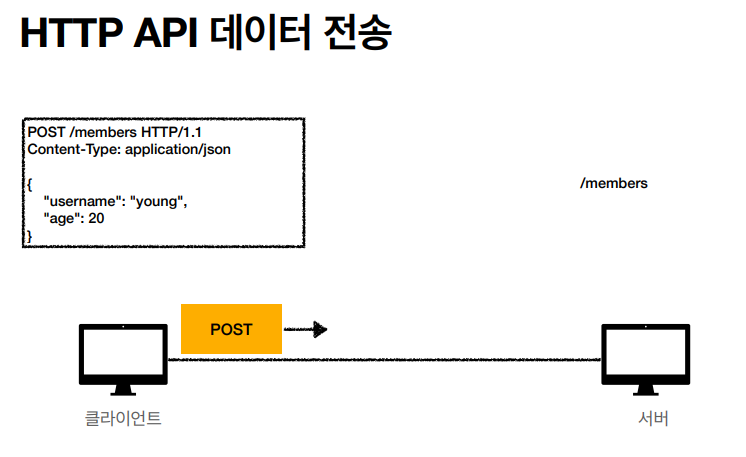 HTTP API 데이터 전송
POST /members HTTP/1.1
Content-Type: application/json
{
"username": "young",
"age": 20
}
/members
POST
클라이언트
서버